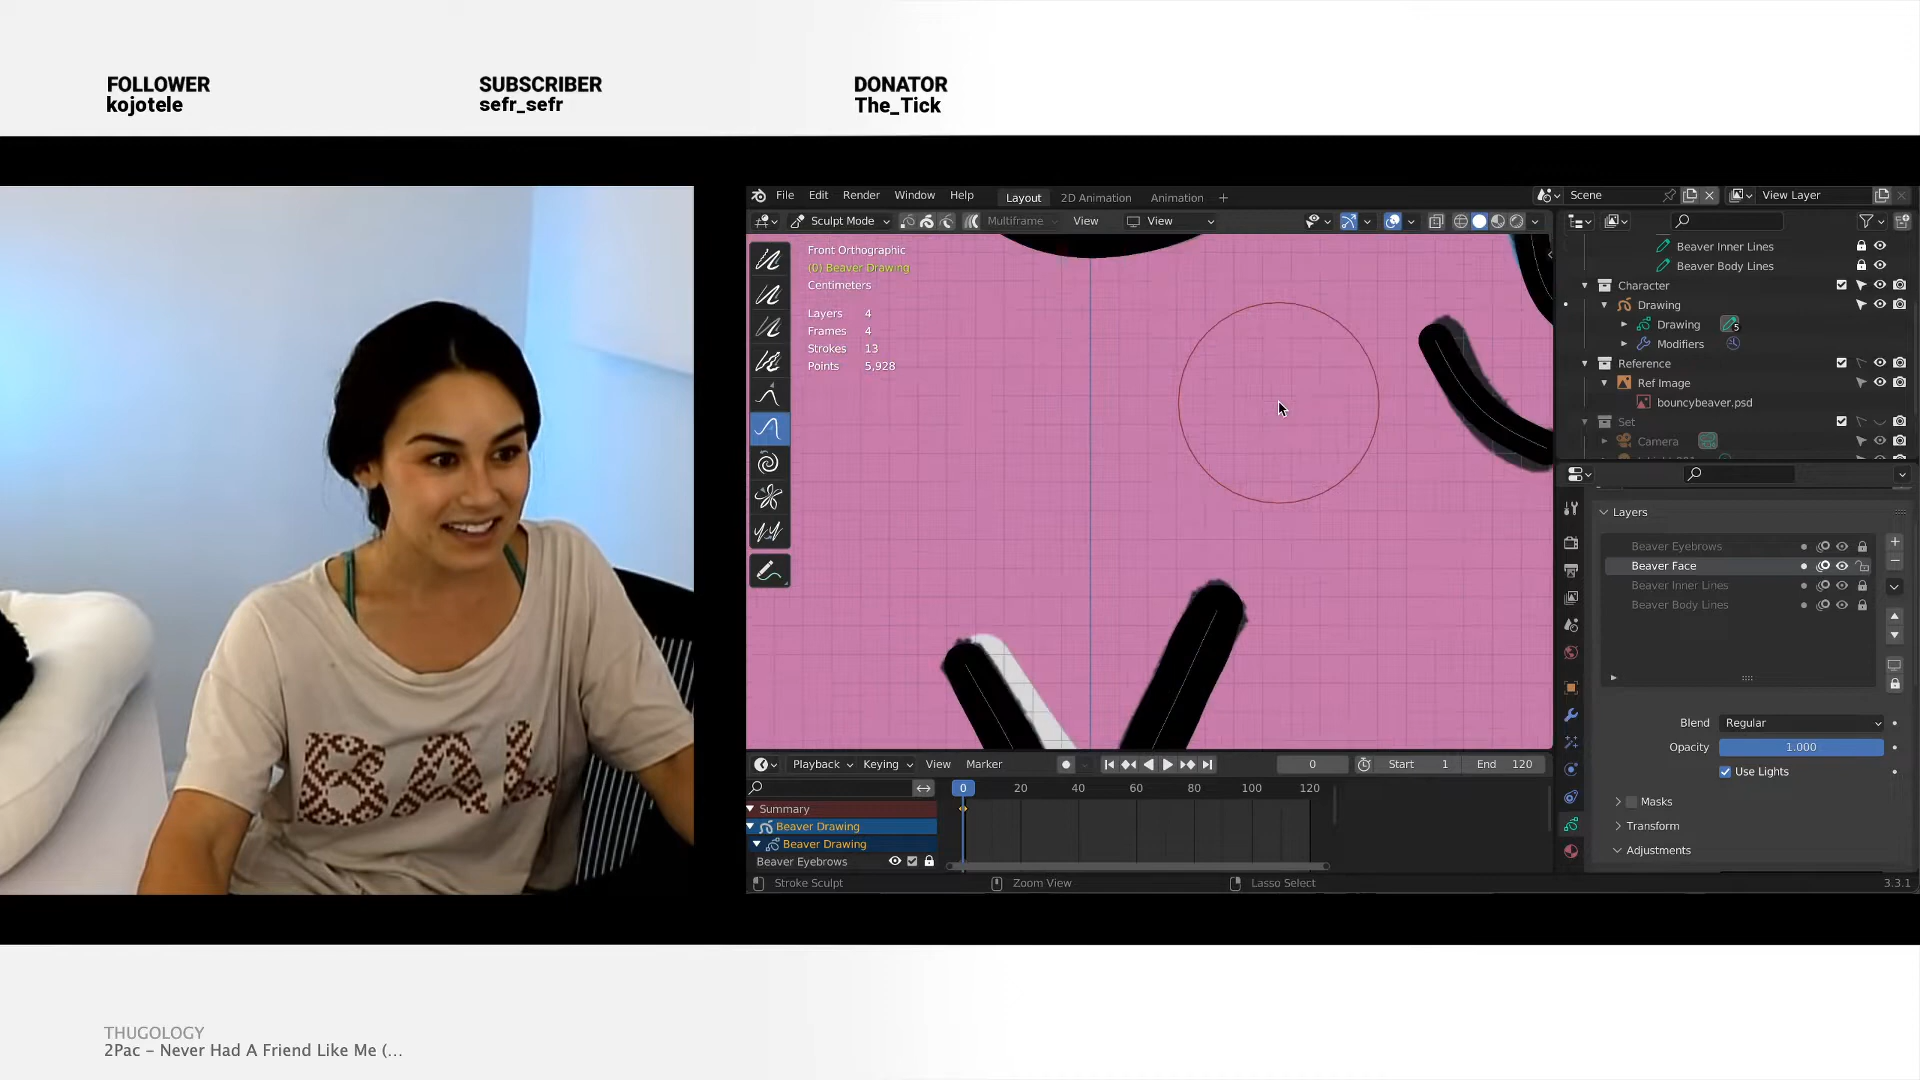 FOLLOWER
kojotele
SUBSCRIBER
sefr_sefr
DONATOR
The_Tick
BAL
File Edit Render Window Help Layout 2D Animation Animation + Scene View Layer
Sculpt Mode Multiframe View View
Front Orthographic
(0) Beaver Drawing
Centimeters
Layers 4
Frames 4
Strokes 13
Points 5,928
Beaver Inner Lines
Beaver Body Lines
Character
Drawing
Drawing 5
Modifiers
Reference
Ref Image
bouncybeaver.psd
Set
Camera
Layers
Beaver Eyebrows
Beaver Face
Beaver Inner Lines
Beaver Body Lines
Blend Regular
Opacity 1.000
Use Lights
Masks
Transform
Adjustments
Playback Keying View Marker 0 Start 1 End 120
0 20 40 60 80 100 120
Summary
Beaver Drawing
Beaver Drawing
Beaver Eyebrows
Stroke Sculpt Zoom View Lasso Select 3.3.1
THUGOLOGY
2Pac - Never Had A Friend Like Me (...